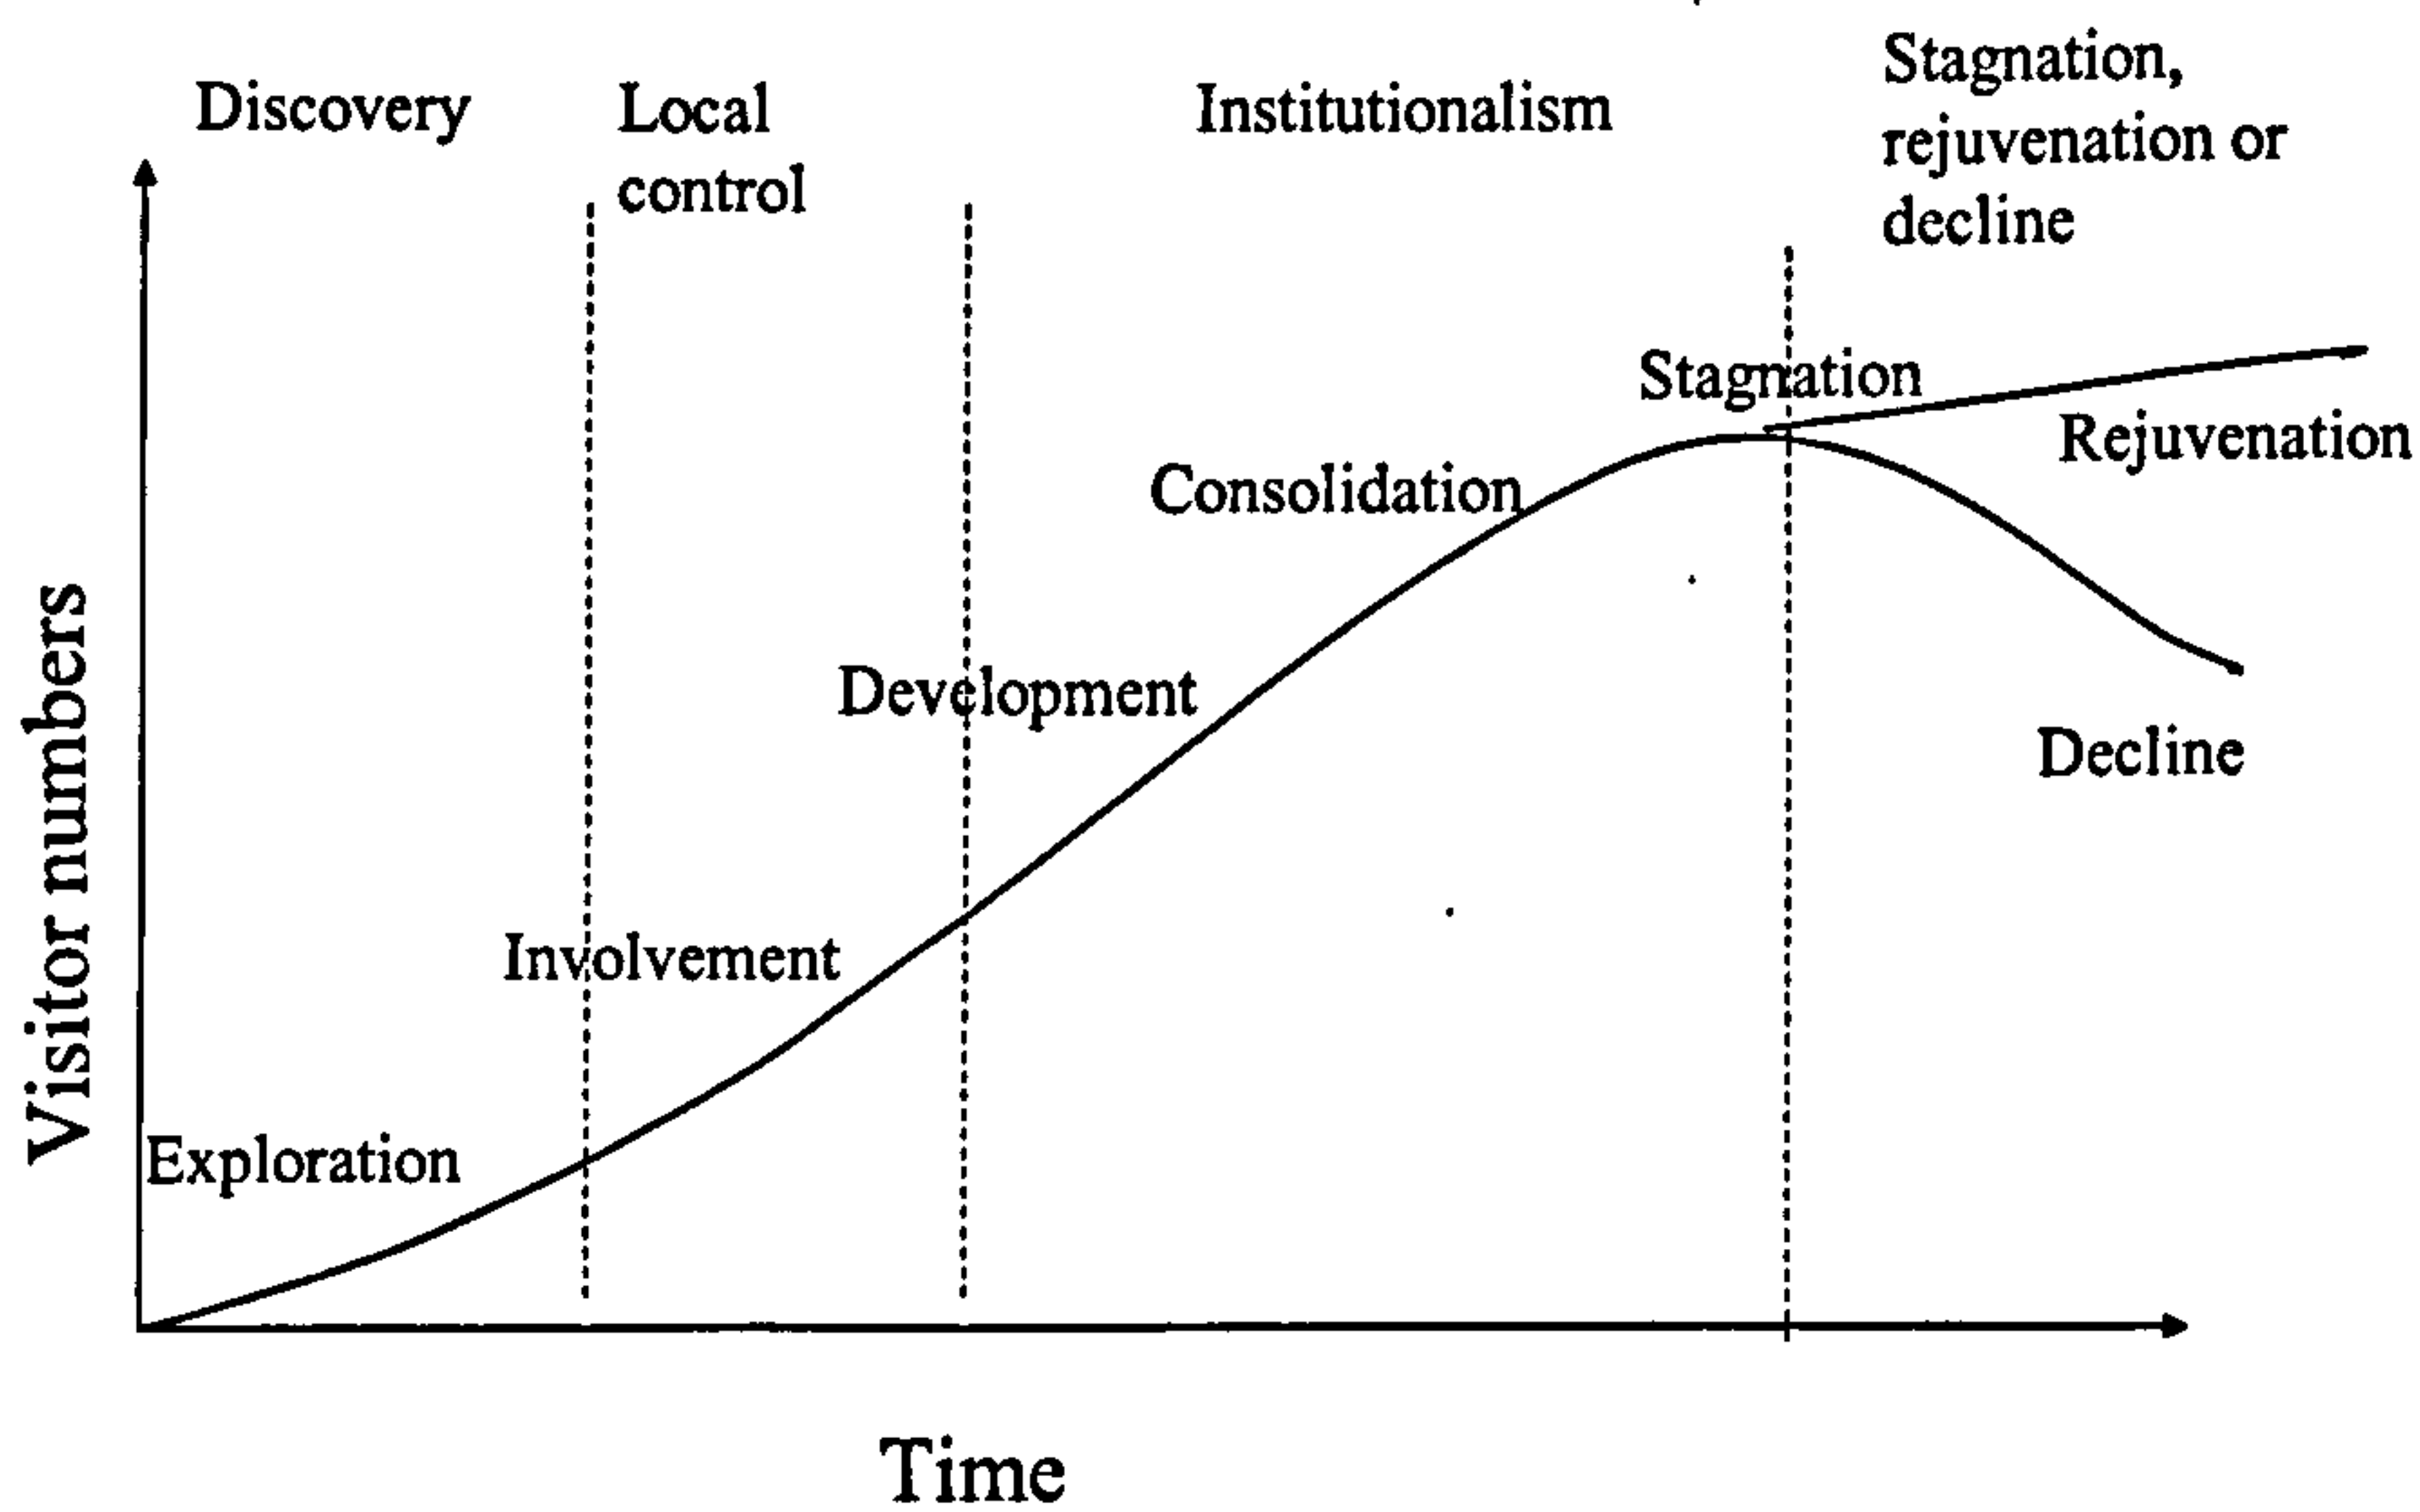 Discovery
Local
control
Institutionalism
Stagnation,
rejuvenation or
decline
Stagnation
Rejuvenation
Consolidation
Development
Decline
Involvement
Exploration
Visitor numbers
Time